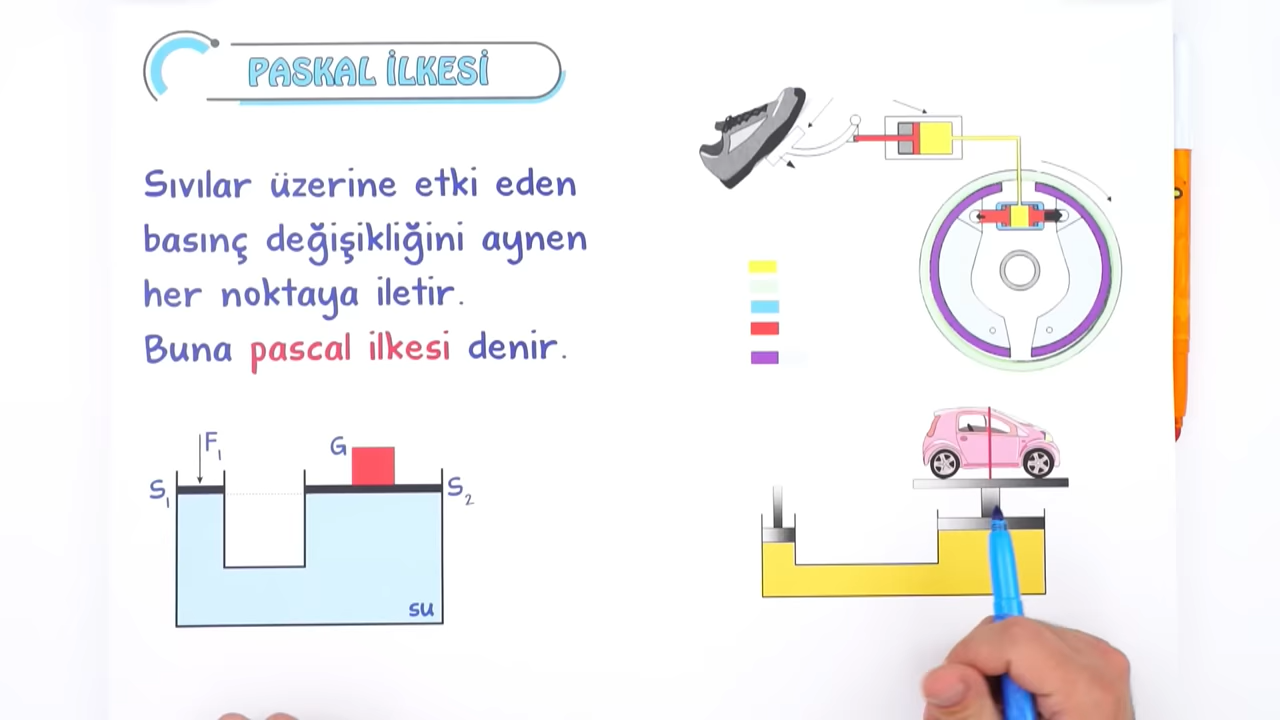 PASKAL İLKESİ
Sıvılar üzerine etki eden
basınç değişikliğini aynen
her noktaya iletir.
Buna pascal ilkesi denir.
F₁
G
S₁
S₂
su